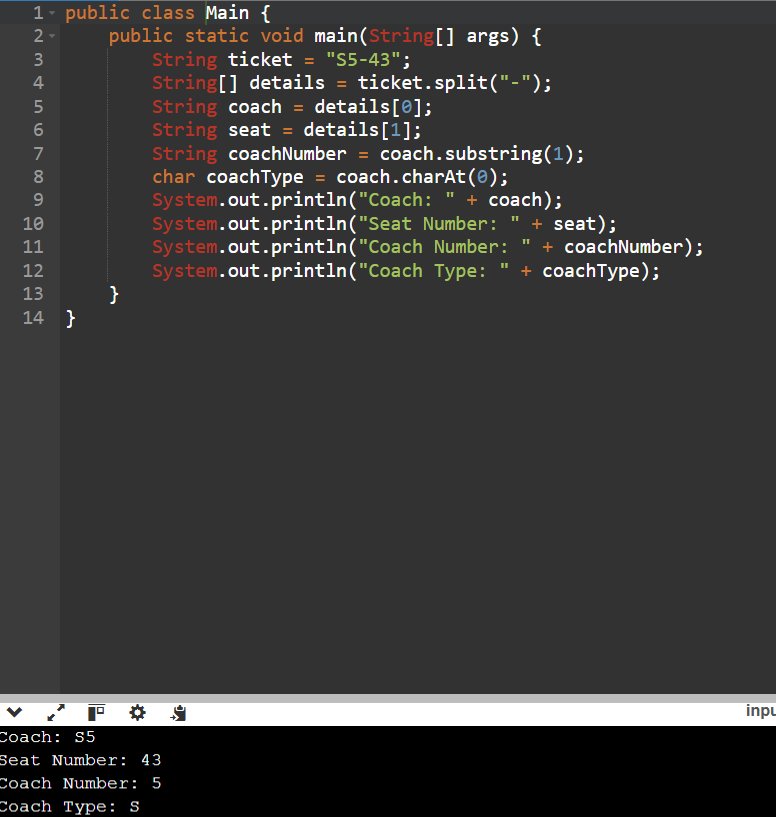 1 public class Main {
2     public static void main(String[] args) {
3         String ticket = "S5-43";
4         String[] details = ticket.split("-");
5         String coach = details[0];
6         String seat = details[1];
7         String coachNumber = coach.substring(1);
8         char coachType = coach.charAt(0);
9         System.out.println("Coach: " + coach);
10         System.out.println("Seat Number: " + seat);
11         System.out.println("Coach Number: " + coachNumber);
12         System.out.println("Coach Type: " + coachType);
13     }
14 }
inpu
Coach: S5
Seat Number: 43
Coach Number: 5
Coach Type: S